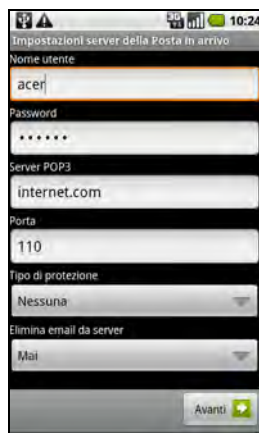 10:24
Impostazioni server della Posta in arrivo
Nome utente
acer
Password
••••••
Server POP3
internet.com
Porta
110
Tipo di protezione
Nessuna
Elimina email da server
Mai
Avanti